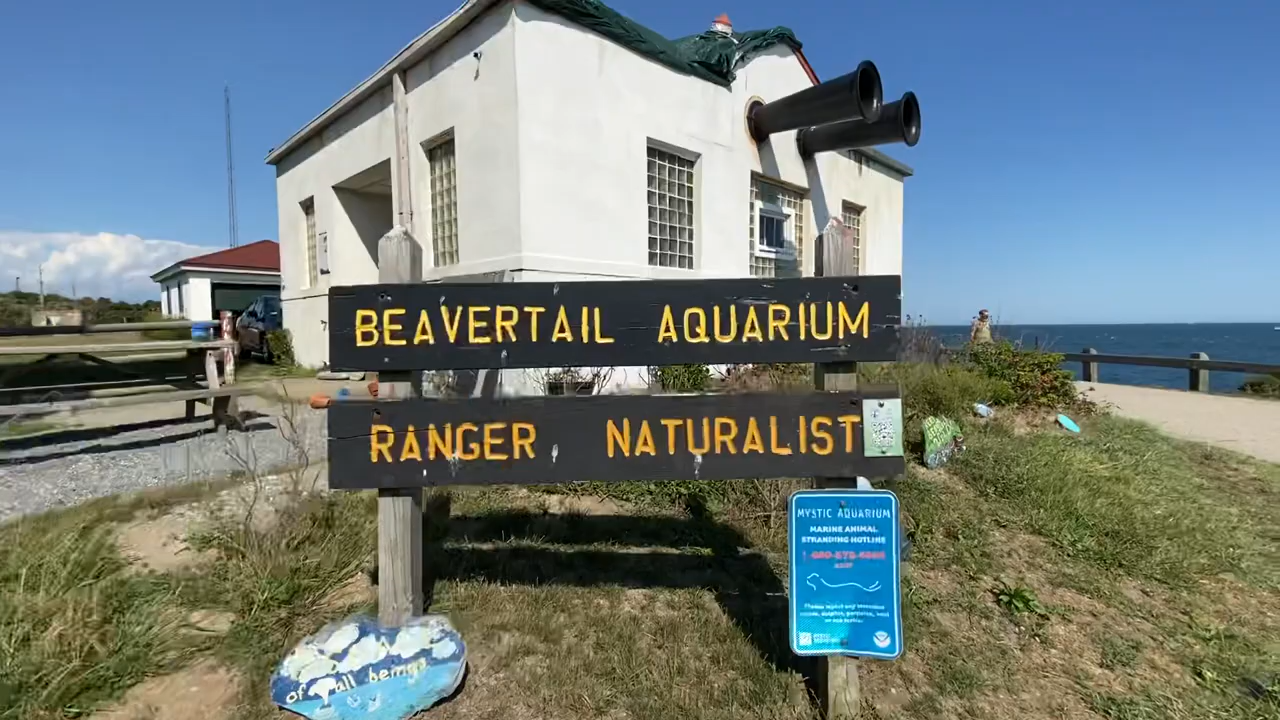 BEAVERTAIL AQUARIUM
RANGER NATURALIST
MYSTIC AQUARIUM
MARINE ANIMAL
STRANDING HOTLINE
of all beings